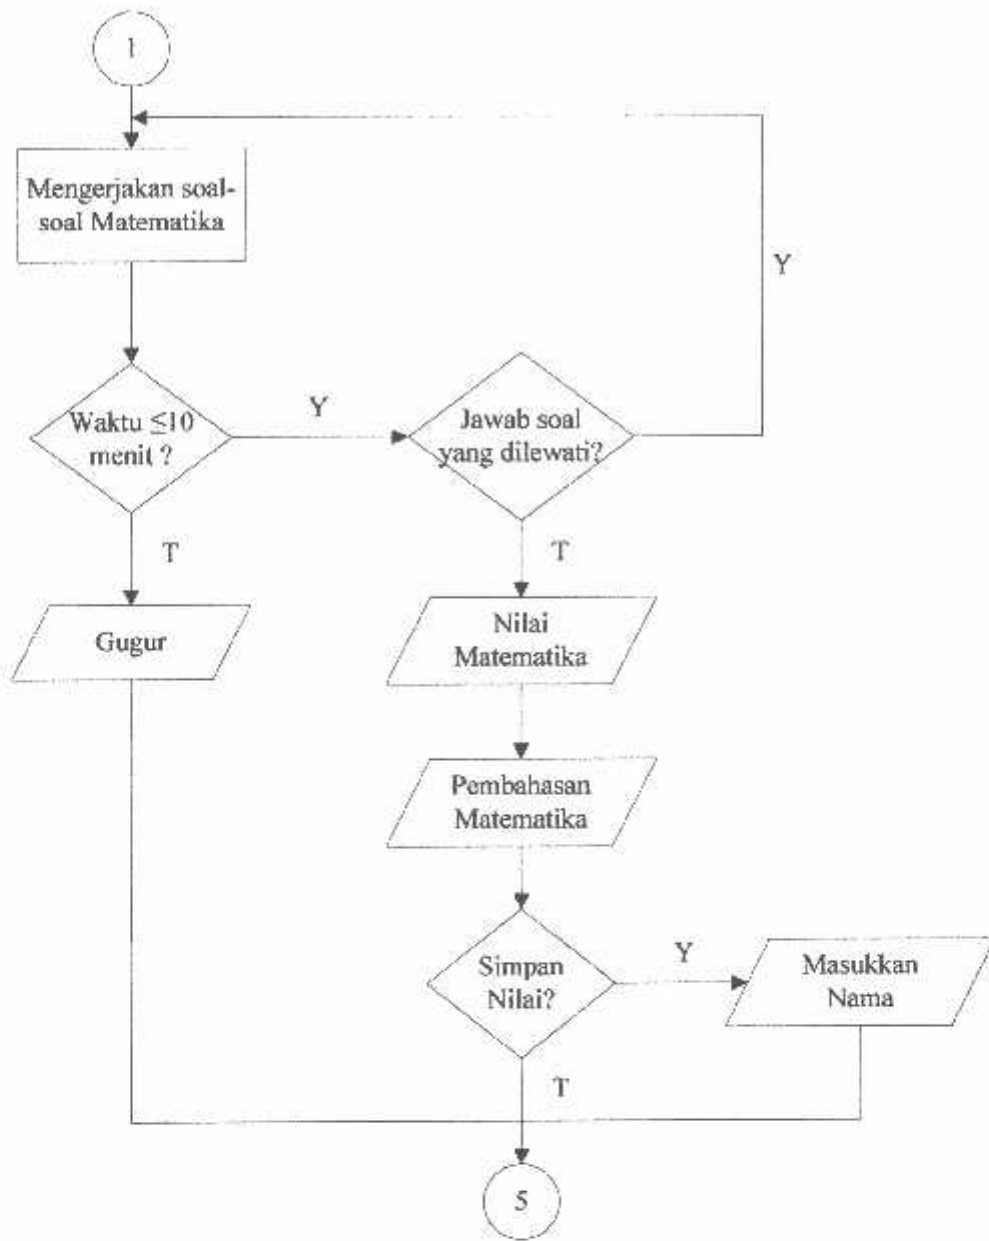 1
Mengerjakan soal-
soal Matematika
Y
Waktu ≤10
menit ?
Y
Jawab soal
yang dilewati?
T
T
Gugur
Nilai
Matematika
Pembahasan
Matematika
Simpan
Nilai?
Y
Masukkan
Nama
T
5